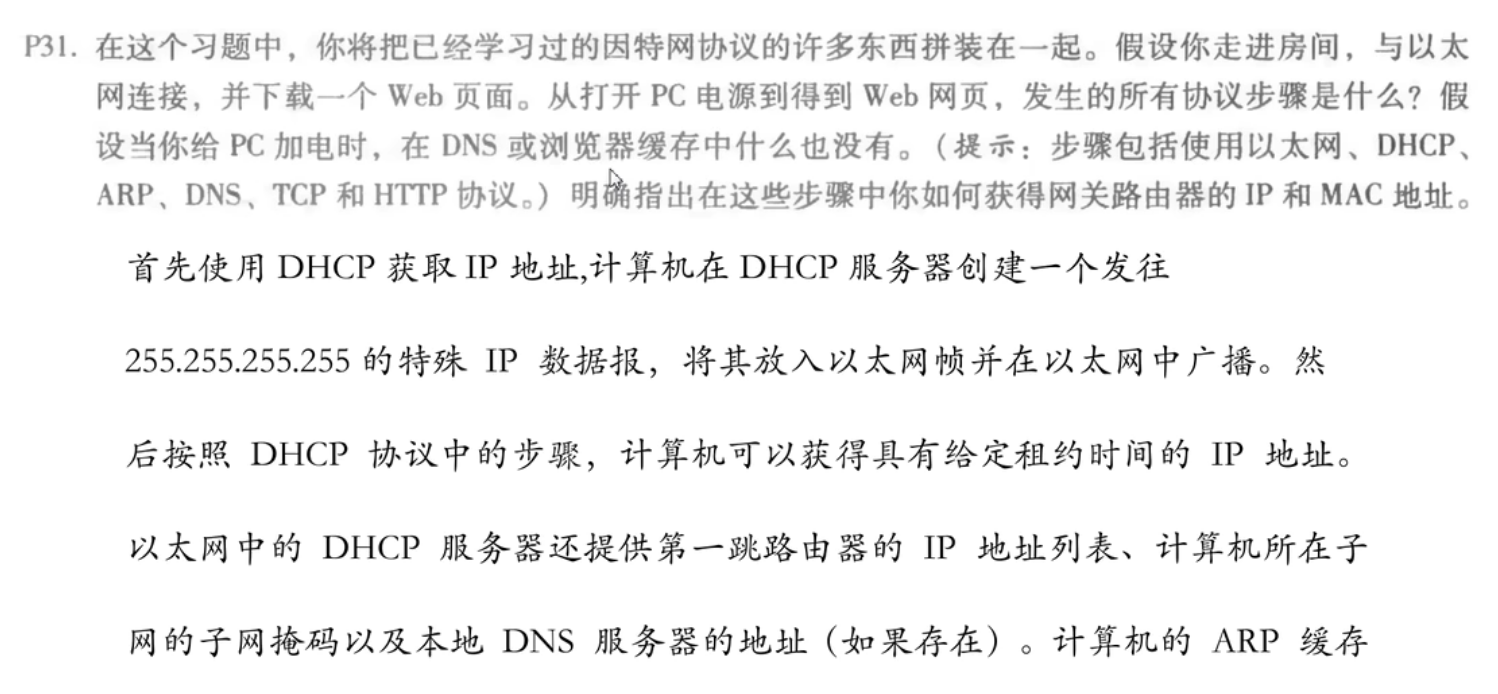 P31. 在这个习题中，你将把已经学习过的因特网协议的许多东西拼装在一起。假设你走进房间，与以太
网连接，并下载一个 Web 页面。从打开 PC 电源到得到 Web 网页，发生的所有协议步骤是什么？假
设当你给 PC 加电时，在 DNS 或浏览器缓存中什么也没有。（提示：步骤包括使用以太网、DHCP、
ARP、DNS、TCP 和 HTTP 协议。）明确指出在这些步骤中你如何获得网关路由器的 IP 和 MAC 地址。
首先使用 DHCP 获取 IP 地址,计算机在 DHCP 服务器创建一个发往
255.255.255.255 的特殊 IP 数据报，将其放入以太网帧并在以太网中广播。然
后按照 DHCP 协议中的步骤，计算机可以获得具有给定租约时间的 IP 地址。
以太网中的 DHCP 服务器还提供第一跳路由器的 IP 地址列表、计算机所在子
网的子网掩码以及本地 DNS 服务器的地址（如果存在）。计算机的 ARP 缓存